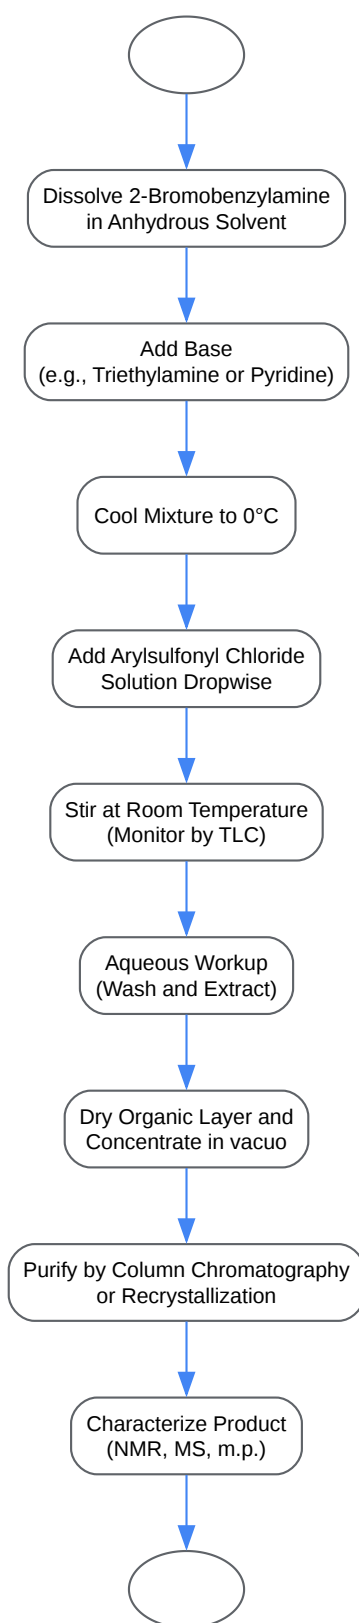 Dissolve 2-Bromobenzylamine
in Anhydrous Solvent
Add Base
(e.g., Triethylamine or Pyridine)
Cool Mixture to 0°C
Add Arylsulfonyl Chloride
Solution Dropwise
Stir at Room Temperature
(Monitor by TLC)
Aqueous Workup
(Wash and Extract)
Dry Organic Layer and
Concentrate in vacuo
Purify by Column Chromatography
or Recrystallization
Characterize Product
(NMR, MS, m.p.)